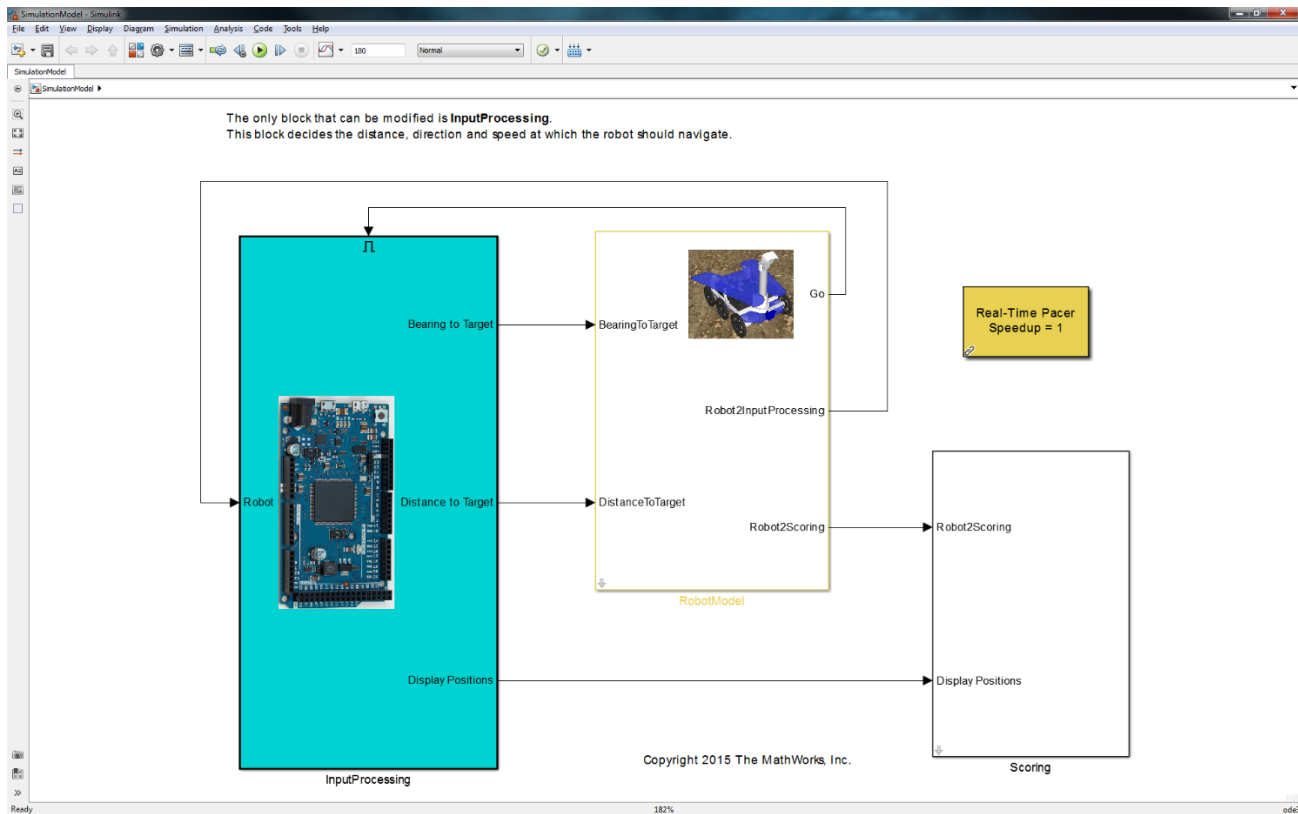 SimulationModel - Simulink
File Edit View Display Diagram Simulation Analysis Code Tools Help
180 Normal
SimulationModel
SimulationModel
The only block that can be modified is InputProcessing.
This block decides the distance, direction and speed at which the robot should navigate.
Go
Bearing to Target
BearingToTarget
Real-Time Pacer
Speedup = 1
Robot2InputProcessing
Robot
Distance to Target
DistanceToTarget
Robot2Scoring
Robot2Scoring
RobotModel
Display Positions
Display Positions
Copyright 2015 The MathWorks, Inc.
Scoring
InputProcessing
Ready
182%